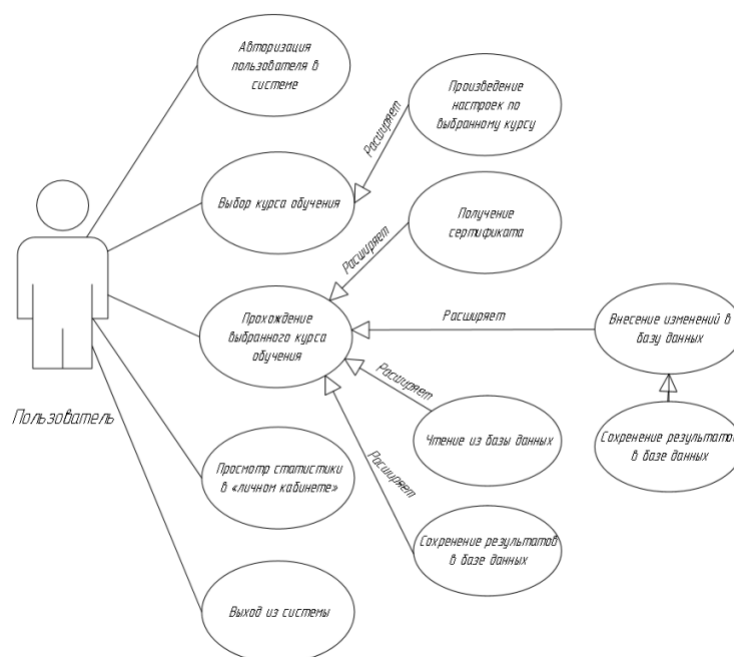 Авторизация
пользователя в
системе
Произведение
настроек по
выбранному курсу
Расширяет
Выбор курса обучения
Получение
сертификата
Расширяет
Прохождение
выбранного курса
обучения
Расширяет
Внесение изменений в
базу данных
Пользователь
Расширяет
Чтение из базы данных
Сохренение результатов
в базе данных
Просмотр статистики
в «личном кабинете»
Расширяет
Сохренение результатов
в базе данных
Выход из системы